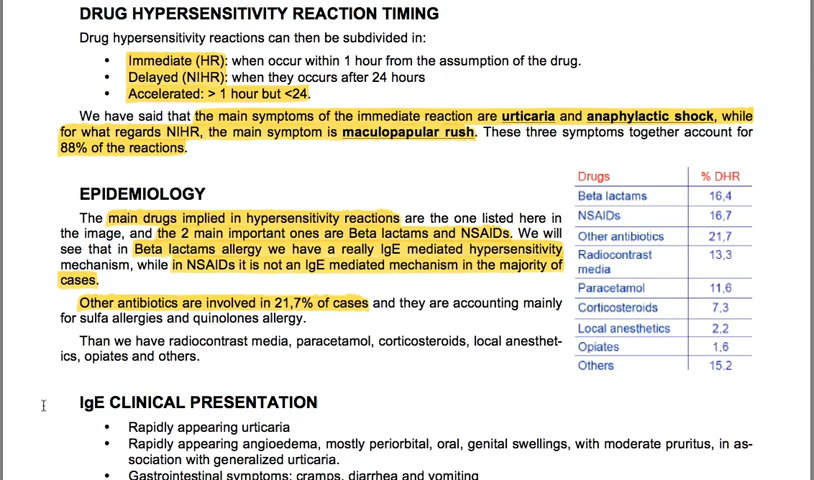 DRUG HYPERSENSITIVITY REACTION TIMING
Drug hypersensitivity reactions can then be subdivided in:
• Immediate (HR): when occur within 1 hour from the assumption of the drug.
• Delayed (NIHR): when they occurs after 24 hours
• Accelerated: > 1 hour but <24.
We have said that the main symptoms of the immediate reaction are urticaria and anaphylactic shock, while
for what regards NIHR, the main symptom is maculopapular rush. These three symptoms together account for
88% of the reactions.
EPIDEMIOLOGY
The main drugs implied in hypersensitivity reactions are the one listed here in
the image, and the 2 main important ones are Beta lactams and NSAIDs. We will
see that in Beta lactams allergy we have a really IgE mediated hypersensitivity
mechanism, while in NSAIDs it is not an IgE mediated mechanism in the majority of
cases.
Other antibiotics are involved in 21,7% of cases and they are accounting mainly
for sulfa allergies and quinolones allergy.
Than we have radiocontrast media, paracetamol, corticosteroids, local anesthet-
ics, opiates and others.
Drugs % DHR
Beta lactams 16,4
NSAIDs 16,7
Other antibiotics 21,7
Radiocontrast 13,3
media
Paracetamol 11,6
Corticosteroids 7,3
Local anesthetics 2,2
Opiates 1,6
Others 15.2
IgE CLINICAL PRESENTATION
• Rapidly appearing urticaria
• Rapidly appearing angioedema, mostly periorbital, oral, genital swellings, with moderate pruritus, in as-
sociation with generalized urticaria.
• Gastrointestinal symptoms: cramps, diarrhea and vomiting